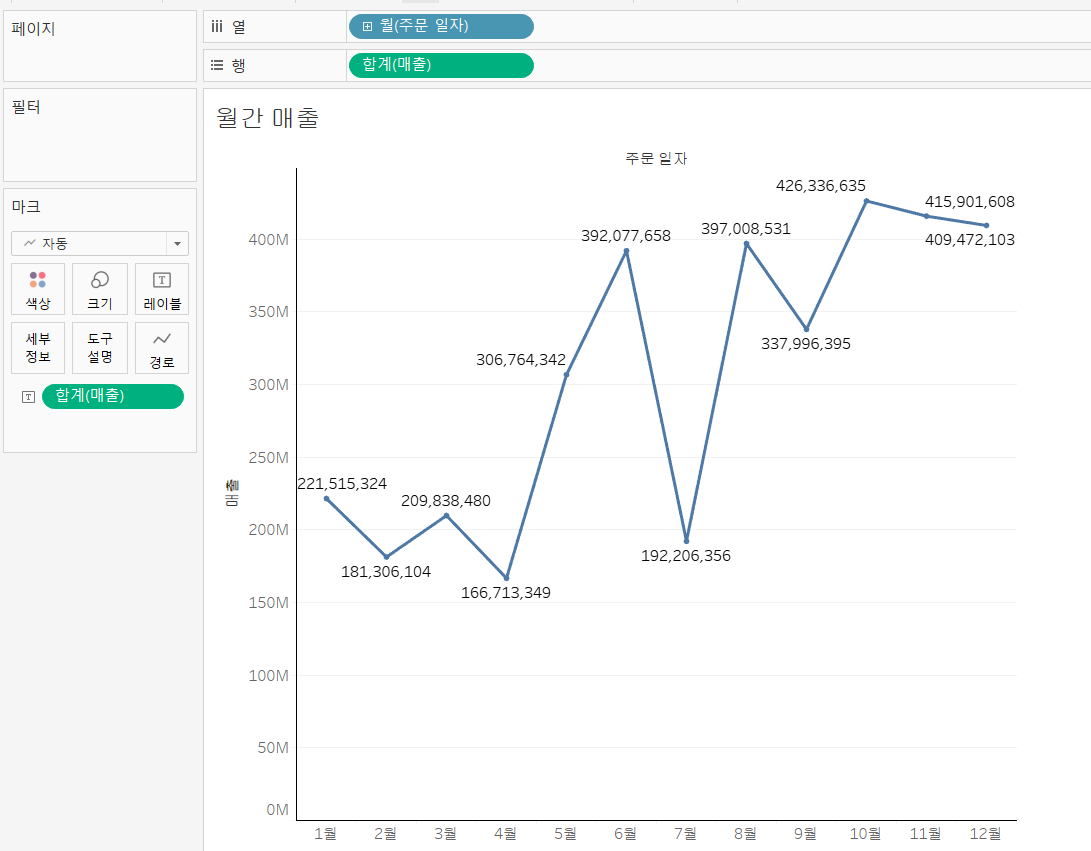 페이지
필터
마크
자동
색상
크기
레이블
세부
정보
도구
설명
경로
합계(매출)
열
월(주문 일자)
행
합계(매출)
월간 매출
주문 일자
매출
400M
350M
300M
250M
200M
150M
100M
50M
0M
221,515,324
181,306,104
209,838,480
166,713,349
306,764,342
392,077,658
192,206,356
397,008,531
337,996,395
426,336,635
415,901,608
409,472,103
1월 2월 3월 4월 5월 6월 7월 8월 9월 10월 11월 12월